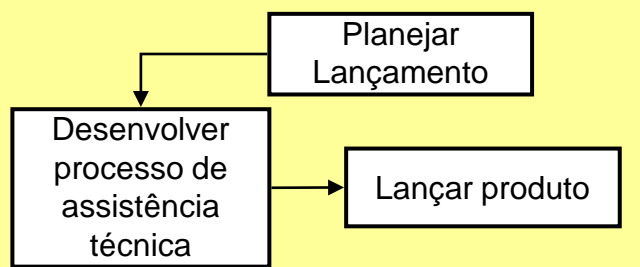 Planejar
Lançamento
Desenvolver
processo de
assistência
técnica
Lançar produto